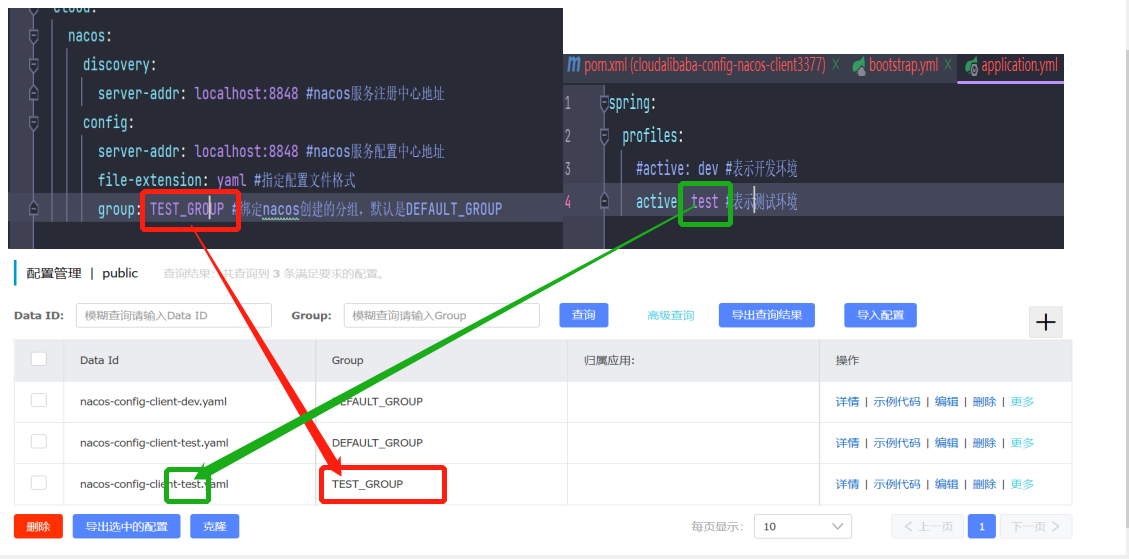 cloud:
nacos:
discovery:
server-addr: localhost:8848 #nacos服务注册中心地址
config:
server-addr: localhost:8848 #nacos服务配置中心地址
file-extension: yaml #指定配置文件格式
group: TEST_GROUP #绑定nacos创建的分组，默认是DEFAULT_GROUP
pom.xml (cloudalibaba-config-nacos-client3377) × bootstrap.yml × application.yml
1 spring:
2 profiles:
3 #active: dev #表示开发环境
4 active: test #表示测试环境
配置管理 | public 查询结果：共查询到 3 条满足要求的配置。
Data ID: 模糊查询请输入Data ID Group: 模糊查询请输入Group 查询 高级查询 导出查询结果 导入配置 +
Data Id Group 归属应用: 操作
nacos-config-client-dev.yaml DEFAULT_GROUP 详情 | 示例代码 | 编辑 | 删除 | 更多
nacos-config-client-test.yaml DEFAULT_GROUP 详情 | 示例代码 | 编辑 | 删除 | 更多
nacos-config-client-test.yaml TEST_GROUP 详情 | 示例代码 | 编辑 | 删除 | 更多
删除 导出选中的配置 克隆 每页显示: 10 < 上一页 1 下一页 >